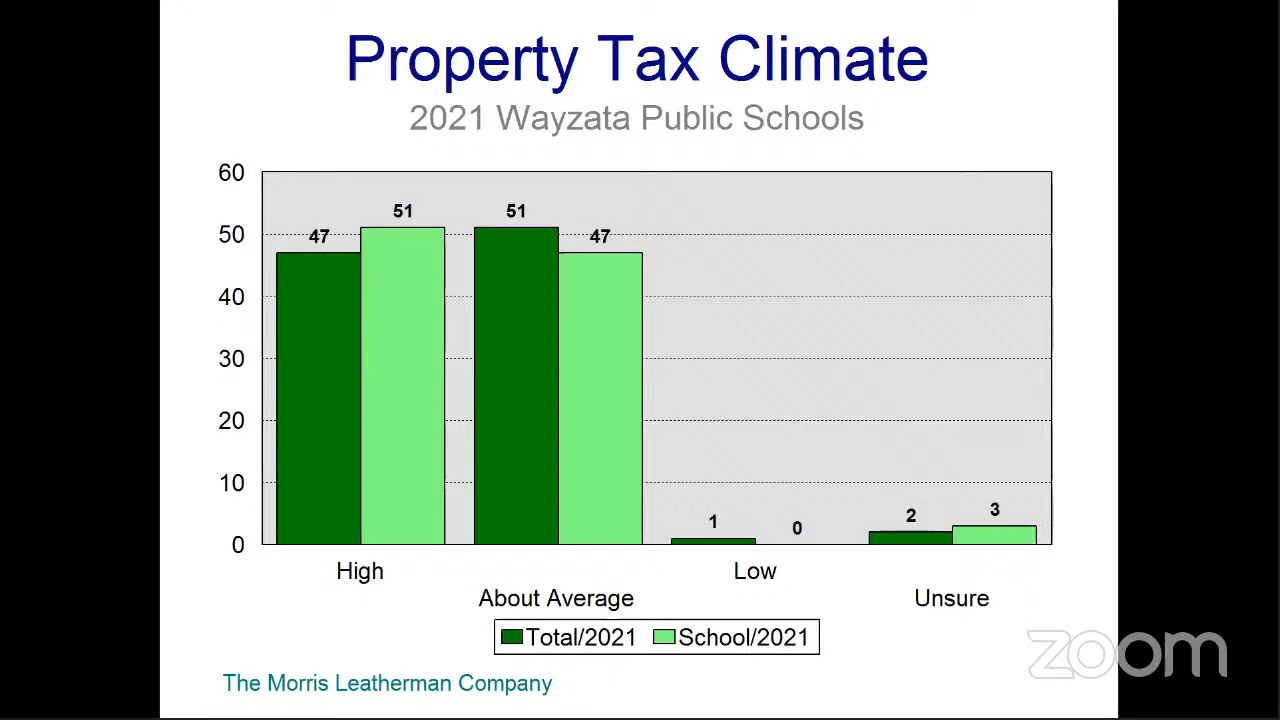 Property Tax Climate
2021 Wayzata Public Schools
60
50
40
30
20
10
0
47
51
51
47
1
0
2
3
High
About Average
Low
Unsure
Total/2021 School/2021
The Morris Leatherman Company
zoom